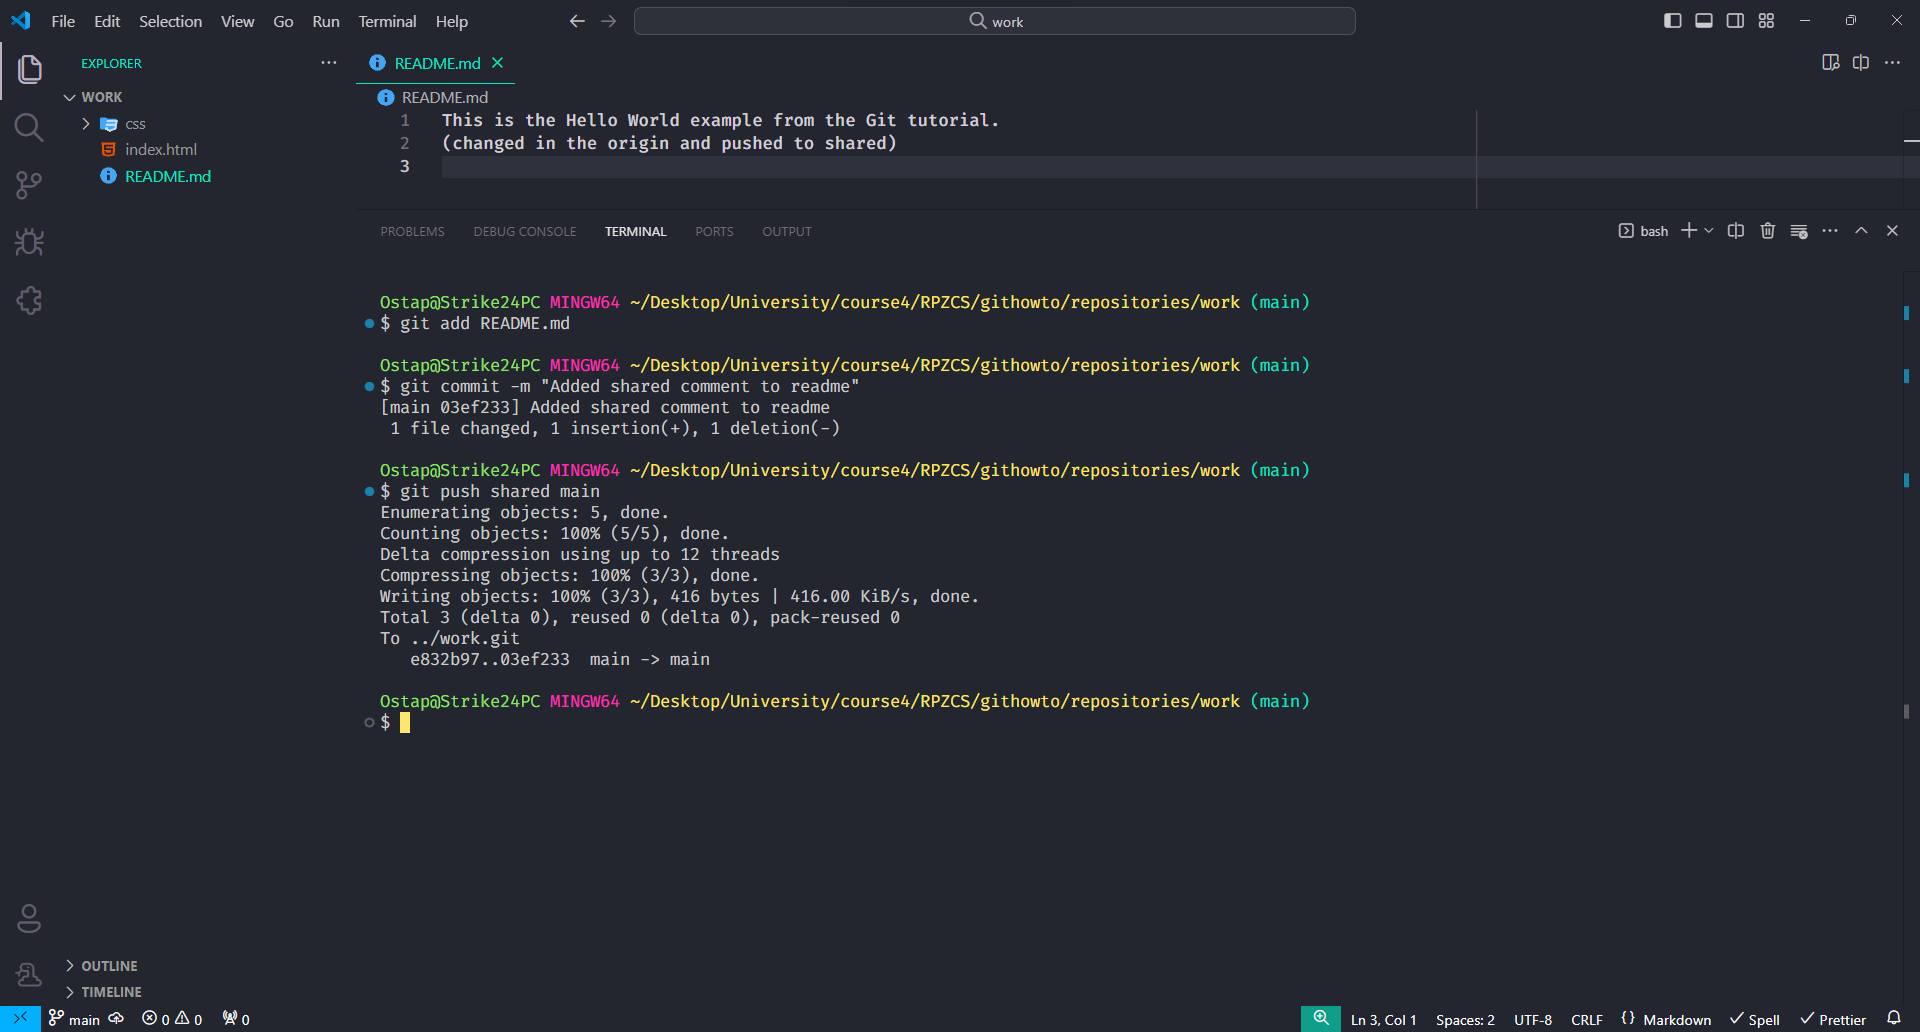 File Edit Selection View Go Run Terminal Help
work
EXPLORER
README.md
WORK
css
index.html
README.md
README.md
1 This is the Hello World example from the Git tutorial.
2 (changed in the origin and pushed to shared)
3
PROBLEMS DEBUG CONSOLE TERMINAL PORTS OUTPUT
bash
Ostap@Strike24PC MINGW64 ~/Desktop/University/course4/RPZCS/githowto/repositories/work (main)
$ git add README.md
Ostap@Strike24PC MINGW64 ~/Desktop/University/course4/RPZCS/githowto/repositories/work (main)
$ git commit -m "Added shared comment to readme"
[main 03ef233] Added shared comment to readme
1 file changed, 1 insertion(+), 1 deletion(-)
Ostap@Strike24PC MINGW64 ~/Desktop/University/course4/RPZCS/githowto/repositories/work (main)
$ git push shared main
Enumerating objects: 5, done.
Counting objects: 100% (5/5), done.
Delta compression using up to 12 threads
Compressing objects: 100% (3/3), done.
Writing objects: 100% (3/3), 416 bytes | 416.00 KiB/s, done.
Total 3 (delta 0), reused 0 (delta 0), pack-reused 0
To ../work.git
e832b97..03ef233  main -> main
Ostap@Strike24PC MINGW64 ~/Desktop/University/course4/RPZCS/githowto/repositories/work (main)
$
OUTLINE
TIMELINE
main 0 0 0 Ln 3, Col 1 Spaces: 2 UTF-8 CRLF {} Markdown Spell Prettier